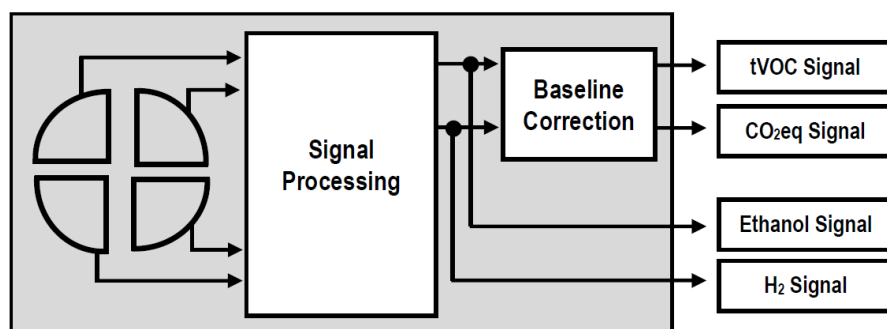 Signal
Processing
Baseline
Correction
tVOC Signal
CO₂eq Signal
Ethanol Signal
H₂ Signal